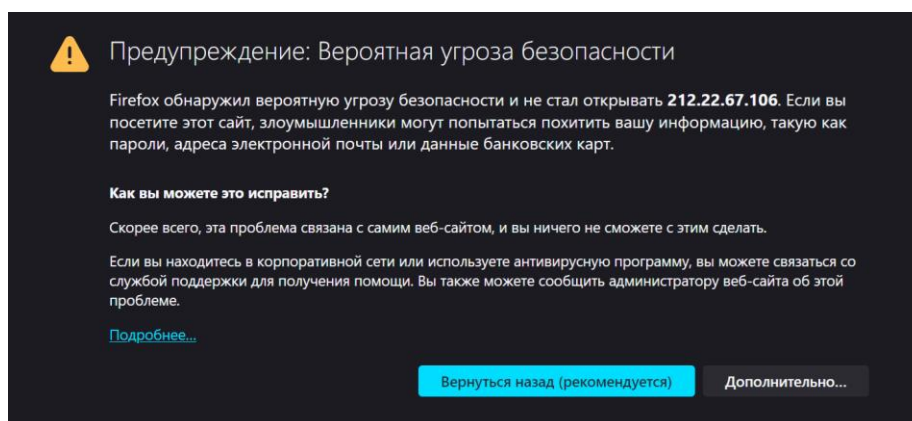 Предупреждение: Вероятная угроза безопасности
Firefox обнаружил вероятную угрозу безопасности и не стал открывать 212.22.67.106. Если вы
посетите этот сайт, злоумышленники могут попытаться похитить вашу информацию, такую как
пароли, адреса электронной почты или данные банковских карт.
Как вы можете это исправить?
Скорее всего, эта проблема связана с самим веб-сайтом, и вы ничего не сможете с этим сделать.
Если вы находитесь в корпоративной сети или используете антивирусную программу, вы можете связаться со
службой поддержки для получения помощи. Вы также можете сообщить администратору веб-сайта об этой
проблеме.
Подробнее...
Вернуться назад (рекомендуется) Дополнительно...